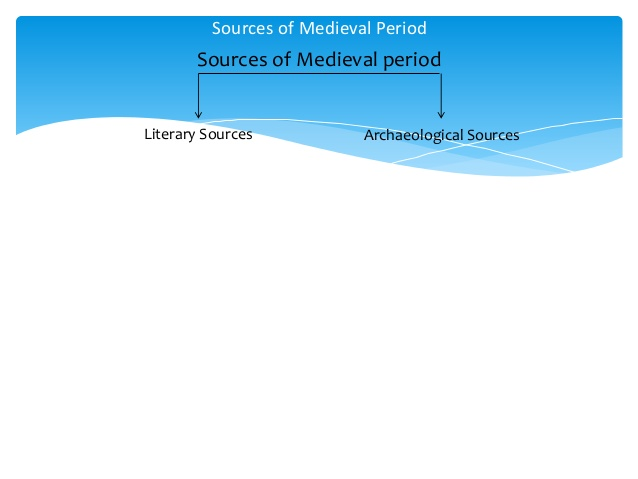 Sources of Medieval Period
Sources of Medieval period
Literary Sources
Archaeological Sources